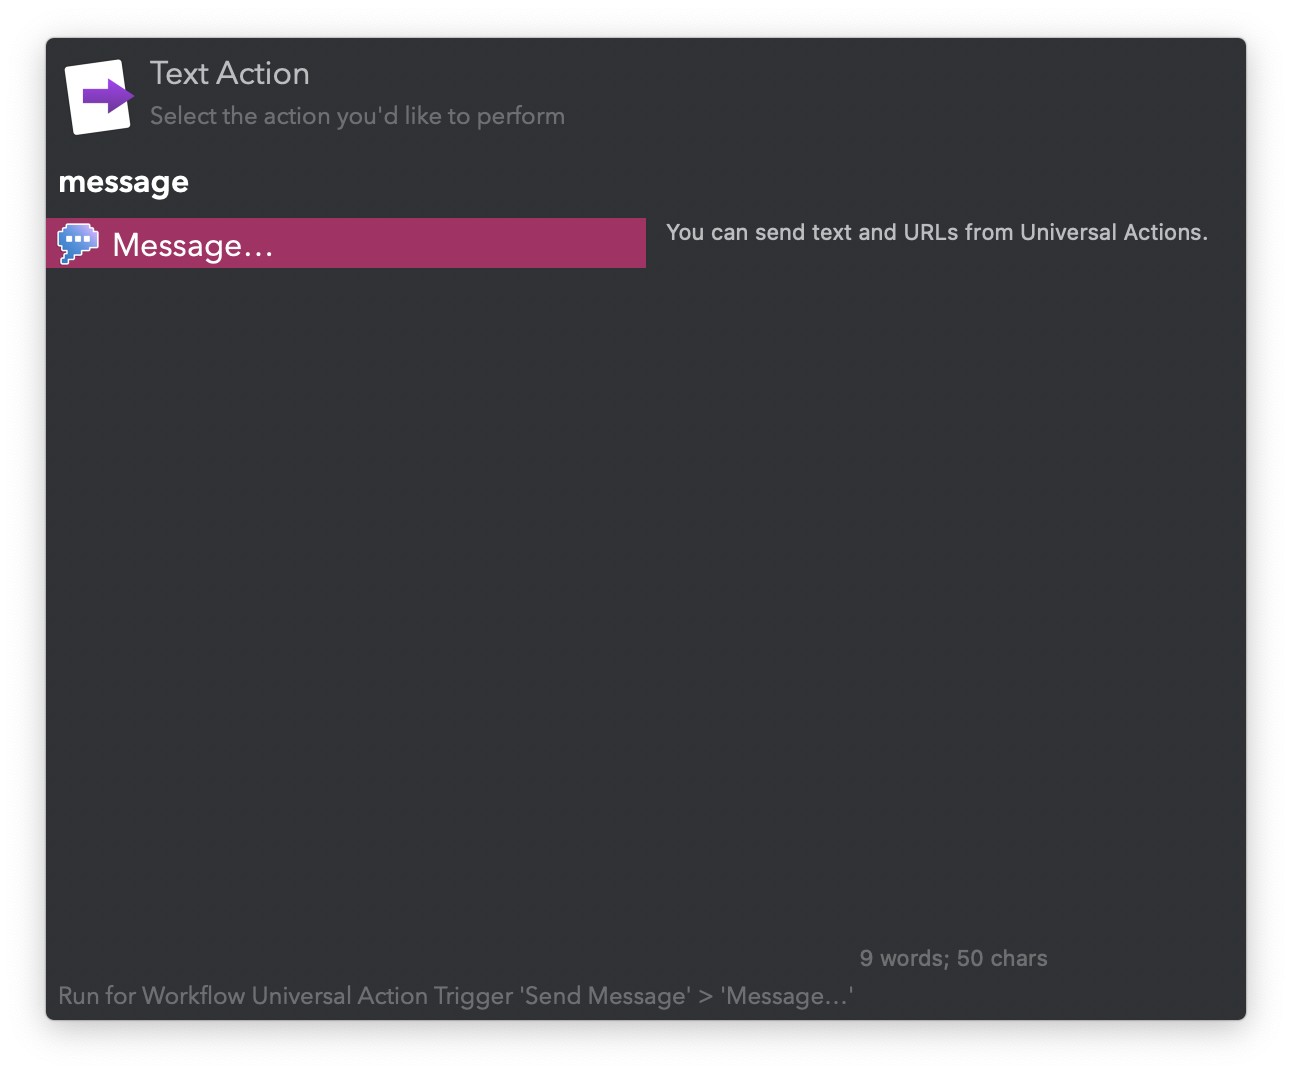 Text Action
Select the action you'd like to perform
message
Message…
You can send text and URLs from Universal Actions.
9 words; 50 chars
Run for Workflow Universal Action Trigger 'Send Message' > 'Message…'